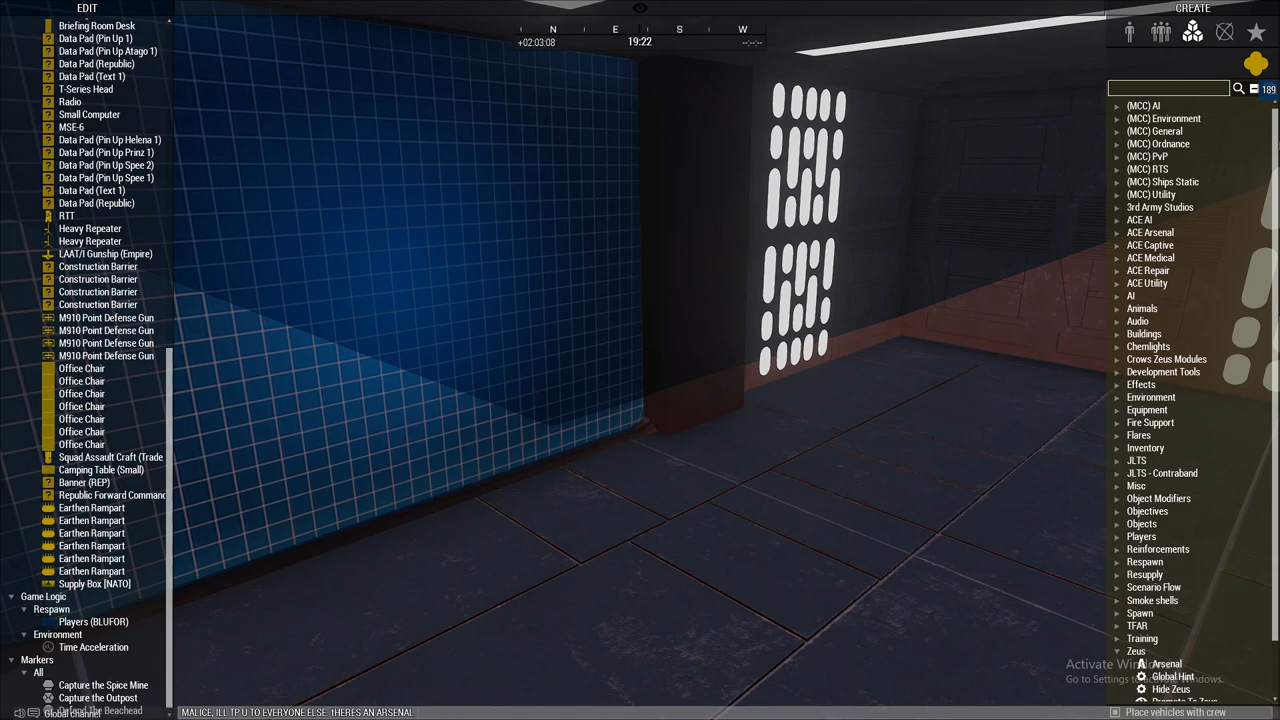 EDIT
Briefing Room Desk
Data Pad (Pin Up 1)
Data Pad (Pin Up Atago 1)
Data Pad (Republic)
Data Pad (Text 1)
T-Series Head
Radio
Small Computer
MSE-6
Data Pad (Pin Up Helena 1)
Data Pad (Pin Up Prinz 1)
Data Pad (Pin Up Spee 2)
Data Pad (Pin Up Spee 1)
Data Pad (Text 1)
Data Pad (Republic)
RTT
Heavy Repeater
Heavy Repeater
LAAT/I Gunship (Empire)
Construction Barrier
Construction Barrier
Construction Barrier
Construction Barrier
M910 Point Defense Gun
M910 Point Defense Gun
M910 Point Defense Gun
M910 Point Defense Gun
Office Chair
Office Chair
Office Chair
Office Chair
Office Chair
Office Chair
Office Chair
Squad Assault Craft (Trade
Camping Table (Small)
Banner (REP)
Republic Forward Command
Earthen Rampart
Earthen Rampart
Earthen Rampart
Earthen Rampart
Earthen Rampart
Earthen Rampart
Supply Box [NATO]
Game Logic
Respawn
Players (BLUFOR)
Environment
Time Acceleration
Markers
All
Capture the Spice Mine
Capture the Outpost
Defend The Beachead
Global channel
MALICE, ILL TP U TO EVERYONE ELSE. tHERES AN ARSENAL
N E S W
+02:03:08 19:22 --:--:--
CREATE
189
(MCC) AI
(MCC) Environment
(MCC) General
(MCC) Ordnance
(MCC) PvP
(MCC) RTS
(MCC) Ships Static
(MCC) Utility
3rd Army Studios
ACE AI
ACE Arsenal
ACE Captive
ACE Medical
ACE Repair
ACE Utility
AI
Animals
Audio
Buildings
Chemlights
Crows Zeus Modules
Development Tools
Effects
Environment
Equipment
Fire Support
Flares
Inventory
JLTS
JLTS - Contraband
Misc
Object Modifiers
Objectives
Objects
Players
Reinforcements
Respawn
Resupply
Scenario Flow
Smoke shells
Spawn
TFAR
Training
Zeus
Arsenal
Global Hint
Hide Zeus
Promote To Zeus
Activate Windows
Go to Settings to activate Windows.
Place vehicles with crew